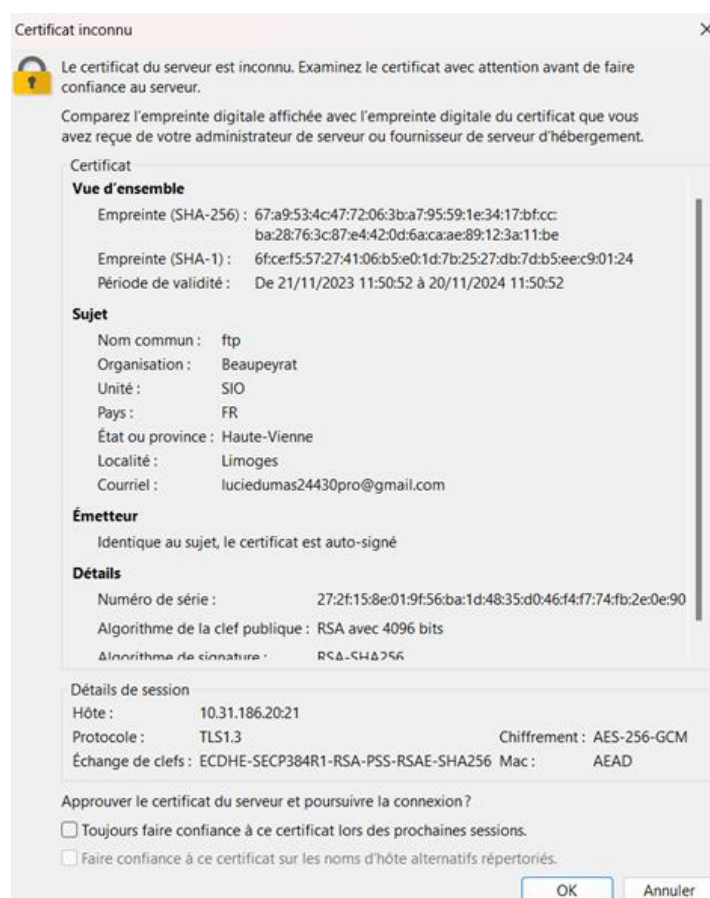 Certificat inconnu
Le certificat du serveur est inconnu. Examinez le certificat avec attention avant de faire
confiance au serveur.
Comparez l'empreinte digitale affichée avec l'empreinte digitale du certificat que vous
avez reçue de votre administrateur de serveur ou fournisseur de serveur d'hébergement.
Certificat
Vue d'ensemble
Empreinte (SHA-256) : 67:a9:53:4c:47:72:06:3b:a7:95:59:1e:34:17:bf:cc:
ba:28:76:3c:87:e4:42:0d:6a:ca:ae:89:12:3a:11:be
Empreinte (SHA-1) : 6f:ce:f5:57:27:41:06:b5:e0:1d:7b:25:27:db:7d:b5:ee:c9:01:24
Période de validité : De 21/11/2023 11:50:52 à 20/11/2024 11:50:52
Sujet
Nom commun : ftp
Organisation : Beaupeyrat
Unité : SIO
Pays : FR
État ou province : Haute-Vienne
Localité : Limoges
Courriel : luciedumas24430pro@gmail.com
Émetteur
Identique au sujet, le certificat est auto-signé
Détails
Numéro de série : 27:2f:15:8e:01:9f:56:ba:1d:48:35:d0:46:f4:f7:74:fb:2e:0e:90
Algorithme de la clef publique : RSA avec 4096 bits
Algorithme de signature : RSA-SHA256
Détails de session
Hôte : 10.31.186.20:21
Protocole : TLS1.3 Chiffrement : AES-256-GCM
Échange de clefs : ECDHE-SECP384R1-RSA-PSS-RSAE-SHA256 Mac : AEAD
Approuver le certificat du serveur et poursuivre la connexion ?
Toujours faire confiance à ce certificat lors des prochaines sessions.
Faire confiance à ce certificat sur les noms d'hôte alternatifs répertoriés.
OK Annuler